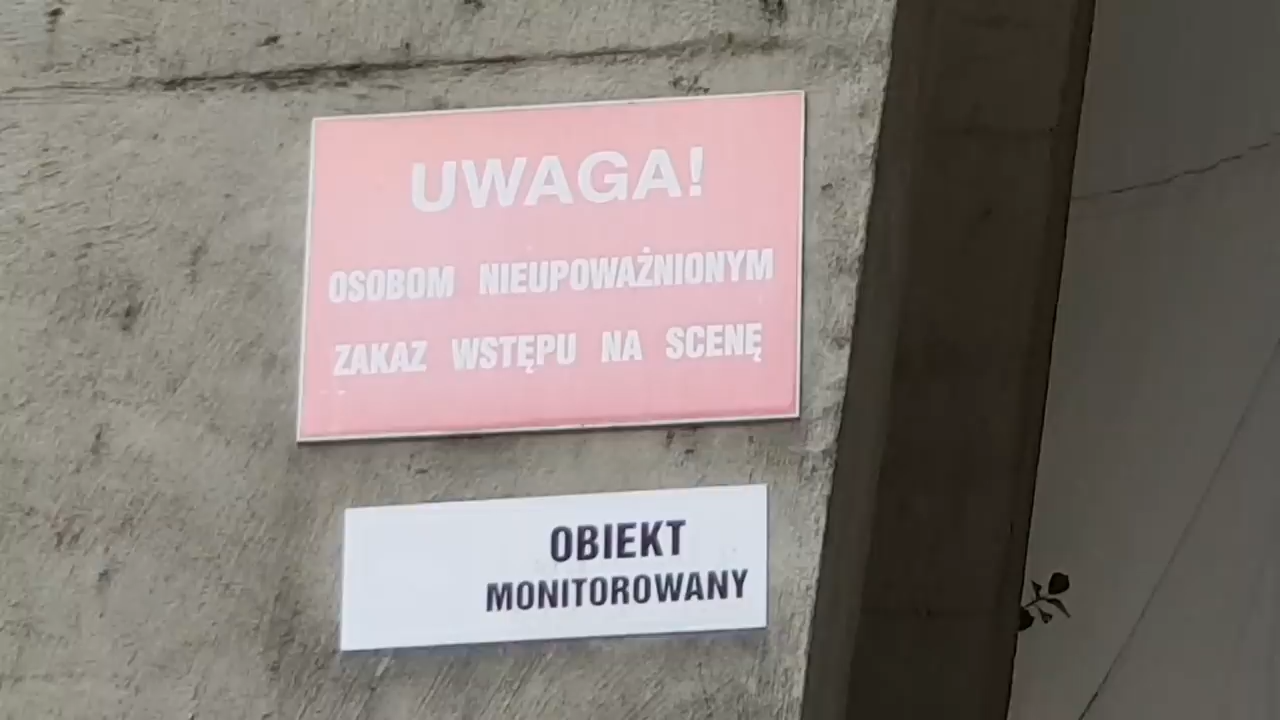 UWAGA!
OSOBOM NIEUPOWAŻNIONYM
ZAKAZ WSTĘPU NA SCENĘ
OBIEKT
MONITOROWANY